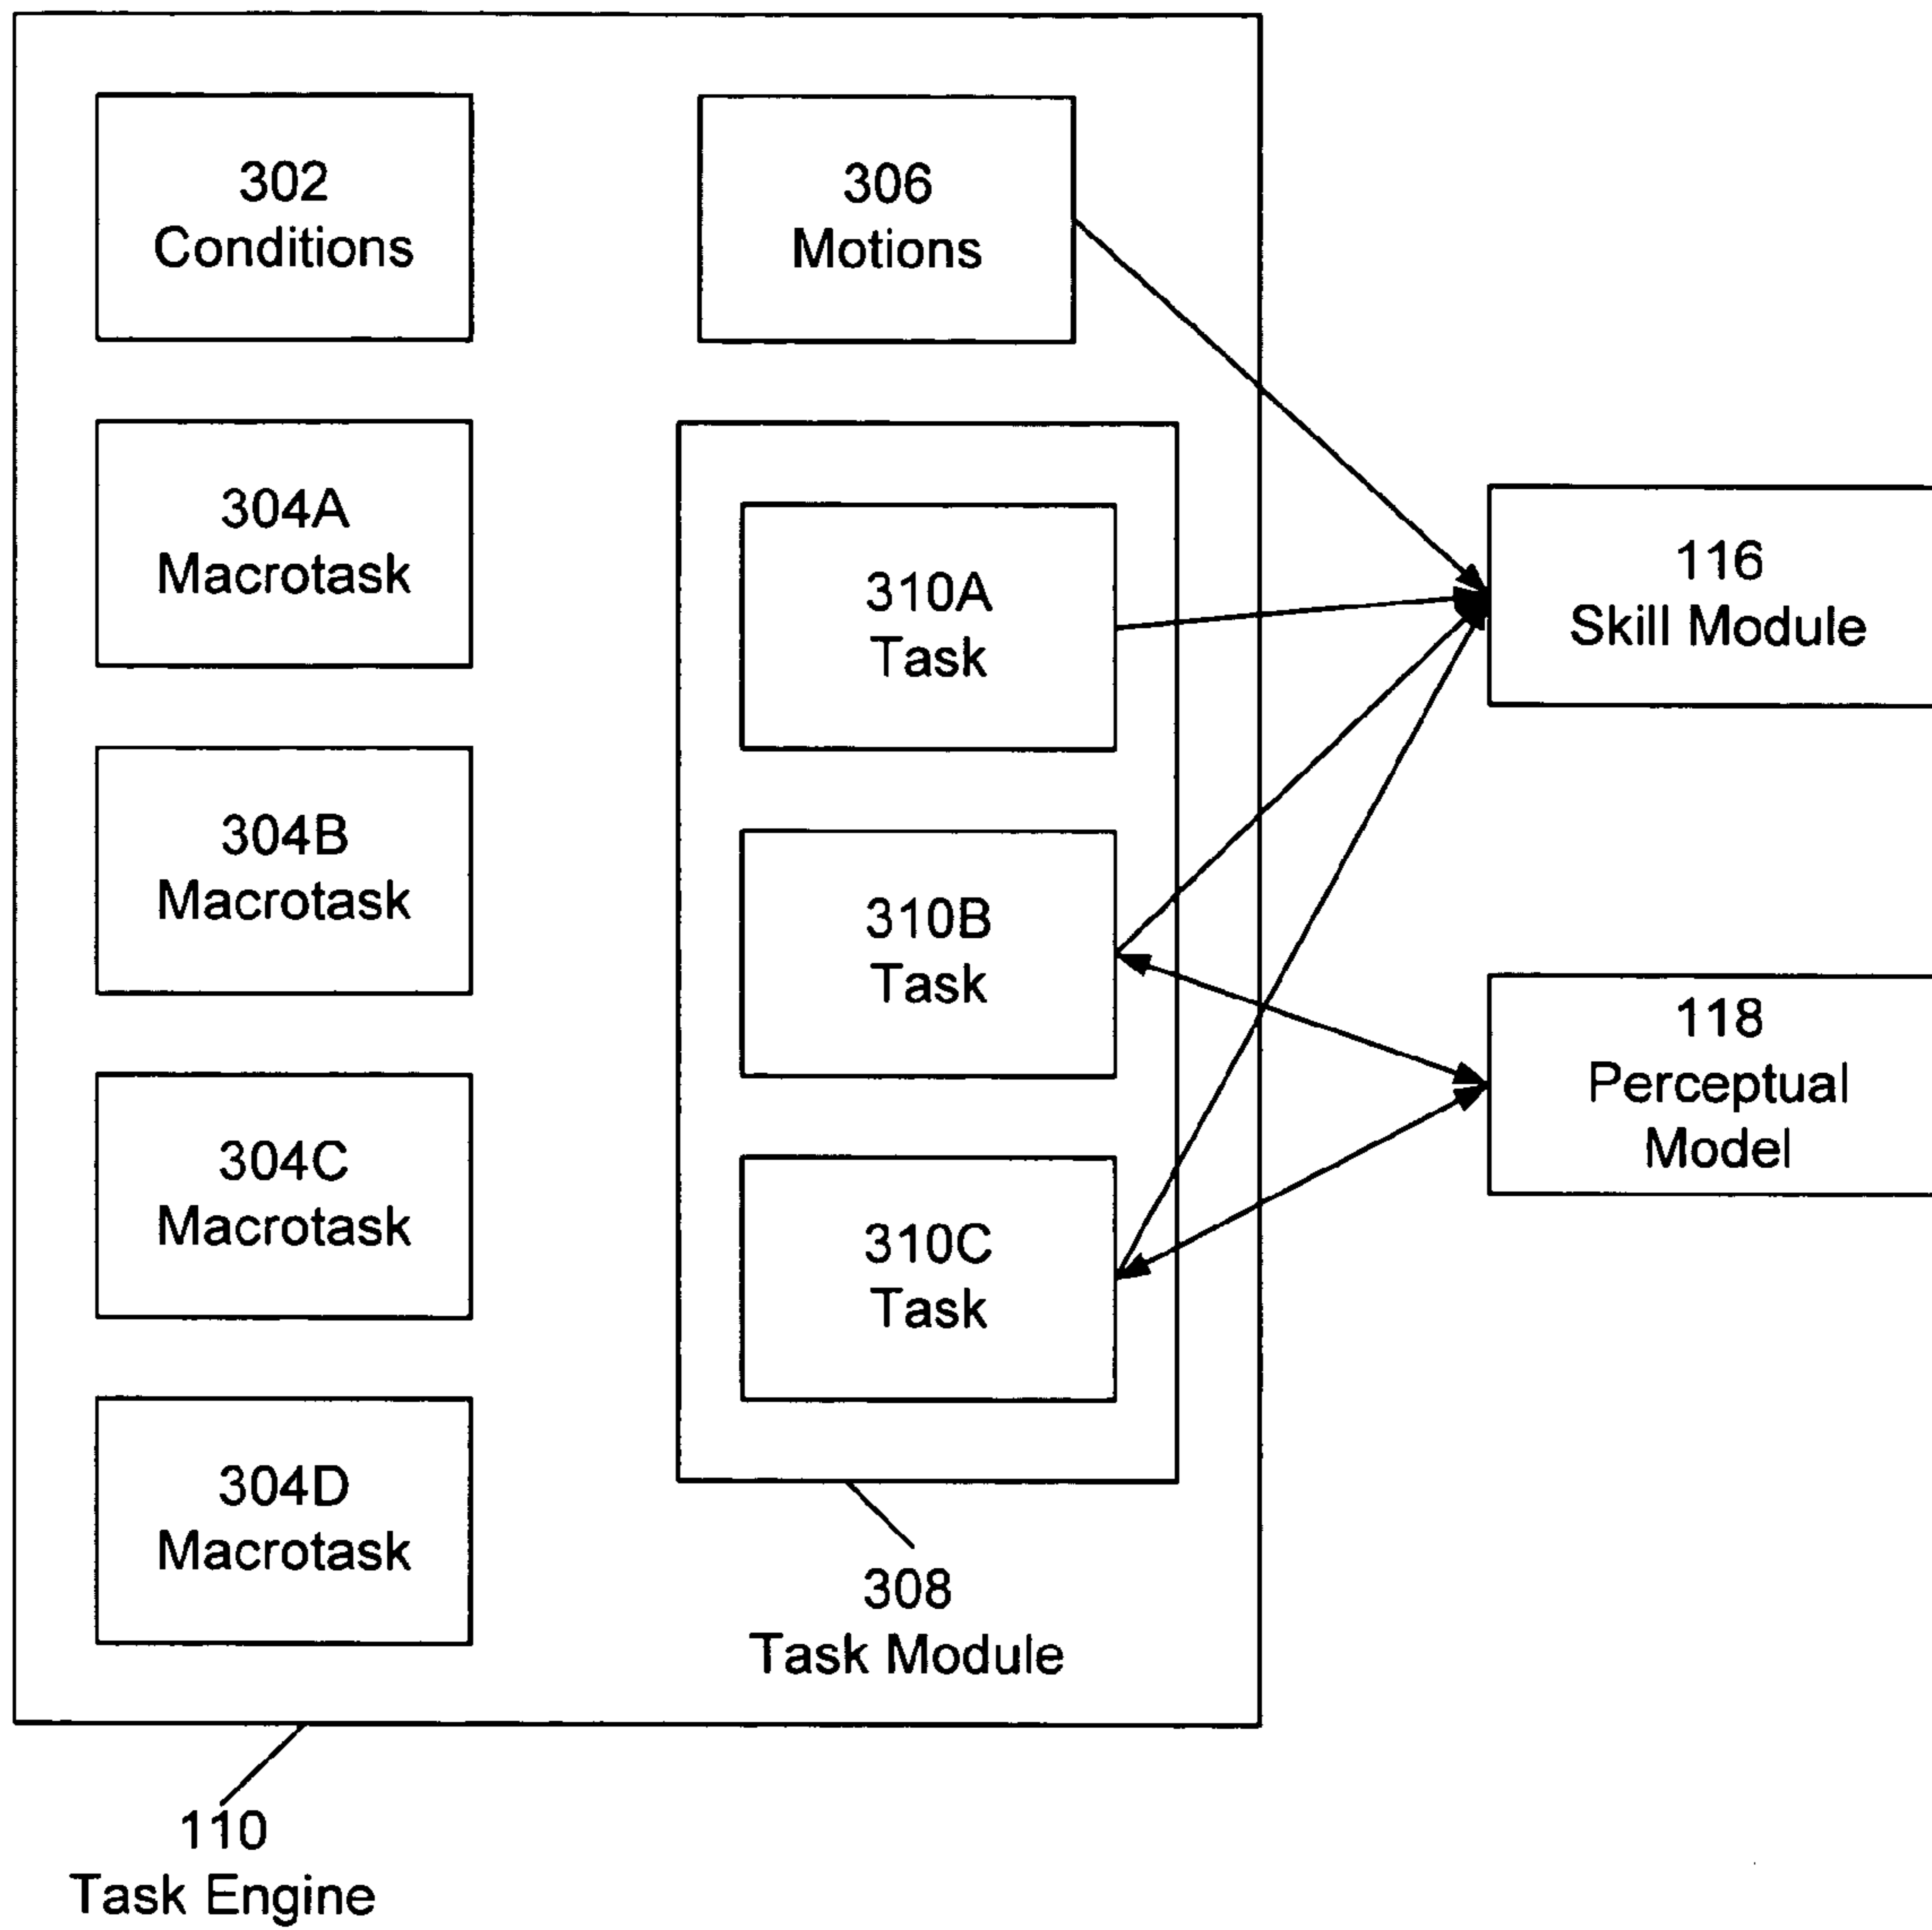 302
Conditions
306
Motions
304A
Macrotask
310A
Task
116
Skill Module
304B
Macrotask
310B
Task
118
Perceptual
Model
304C
Macrotask
310C
Task
304D
Macrotask
308
Task Module
110
Task Engine